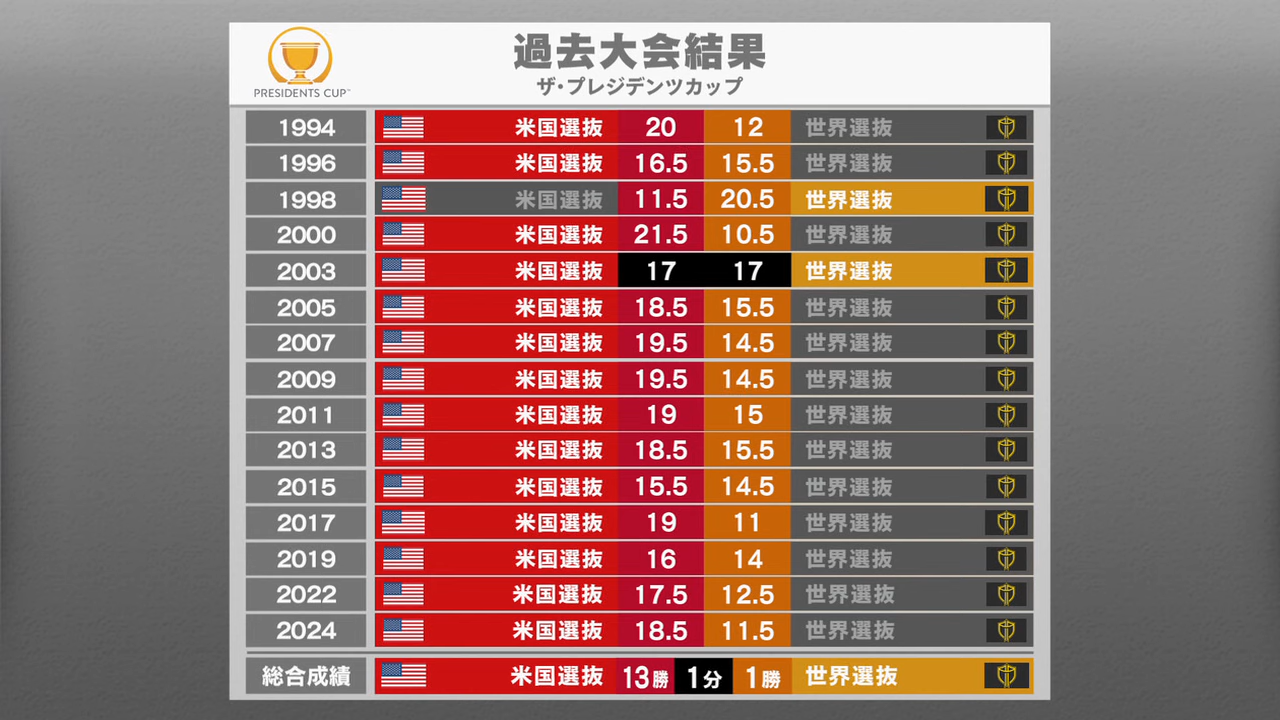 PRESIDENTS CUP™
過去大会結果
ザ・プレジデンツカップ
1994 米国選抜 20 12 世界選抜
1996 米国選抜 16.5 15.5 世界選抜
1998 米国選抜 11.5 20.5 世界選抜
2000 米国選抜 21.5 10.5 世界選抜
2003 米国選抜 17 17 世界選抜
2005 米国選抜 18.5 15.5 世界選抜
2007 米国選抜 19.5 14.5 世界選抜
2009 米国選抜 19.5 14.5 世界選抜
2011 米国選抜 19 15 世界選抜
2013 米国選抜 18.5 15.5 世界選抜
2015 米国選抜 15.5 14.5 世界選抜
2017 米国選抜 19 11 世界選抜
2019 米国選抜 16 14 世界選抜
2022 米国選抜 17.5 12.5 世界選抜
2024 米国選抜 18.5 11.5 世界選抜
総合成績 米国選抜 13勝 1分 1勝 世界選抜